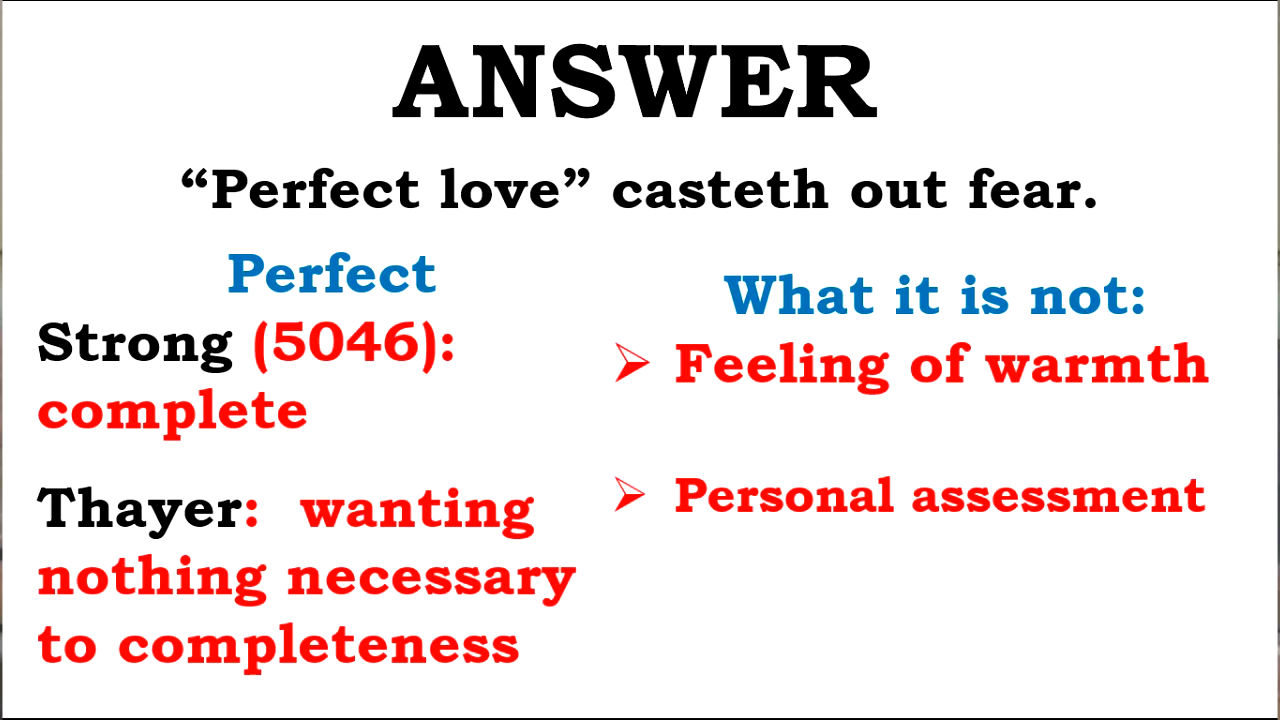 ANSWER
“Perfect love” casteth out fear.
Perfect
Strong (5046):
complete
Thayer: wanting
nothing necessary
to completeness
What it is not:
➢ Feeling of warmth
➢ Personal assessment